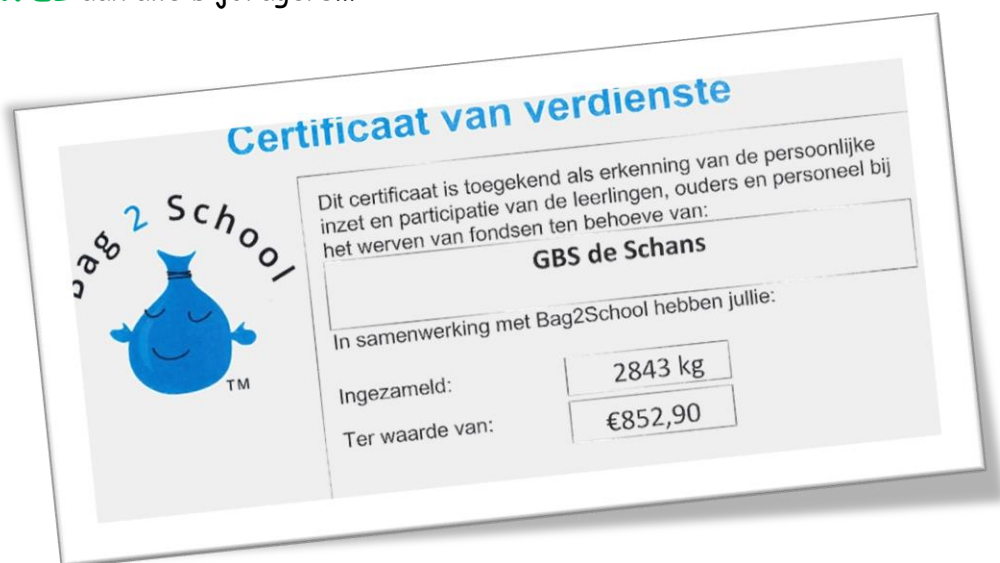 Certificaat van verdienste
Bag 2 School
TM
Dit certificaat is toegekend als erkenning van de persoonlijke
inzet en participatie van de leerlingen, ouders en personeel bij
het werven van fondsen ten behoeve van:
GBS de Schans
In samenwerking met Bag2School hebben jullie:
Ingezameld: 2843 kg
Ter waarde van: €852,90